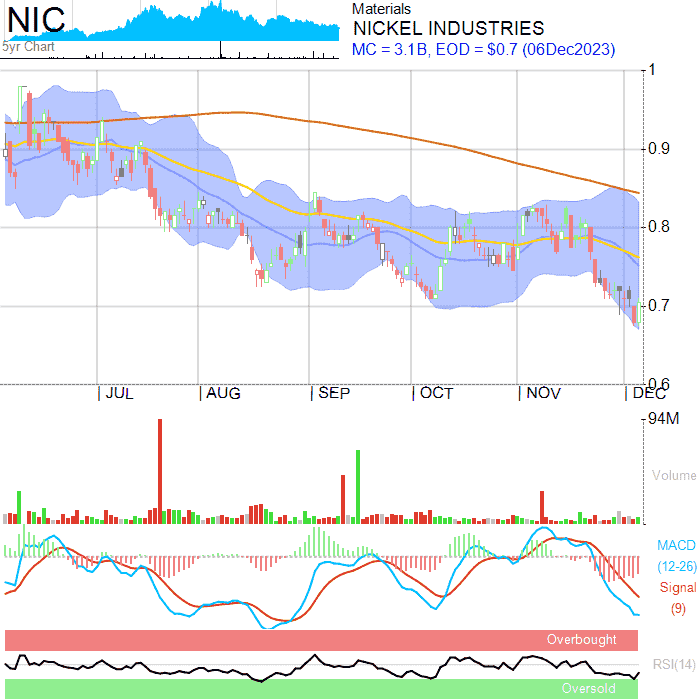 NIC
5yr Chart
Materials
NICKEL INDUSTRIES
MC = 3.1B, EOD = $0.7 (06Dec2023)
1
0.9
0.8
0.7
0.6
JUL
AUG
SEP
OCT
NOV
DEC
94M
Volume
MACD
(12-26)
Signal
(9)
Overbought
RSI(14)
Oversold